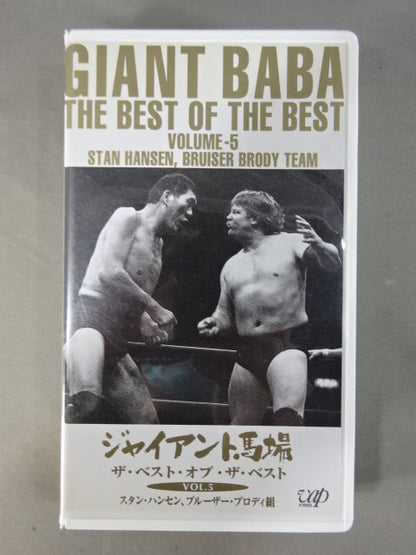 GIANT BABA
THE BEST OF THE BEST
VOLUME-5
STAN HANSEN, BRUISER BRODY TEAM
ジャイアント馬場
ザ・ベスト・オブ・ザ・ベスト
VOL.5
スタン・ハンセン、ブルーザー・ブロディ組
vap
VIDEO